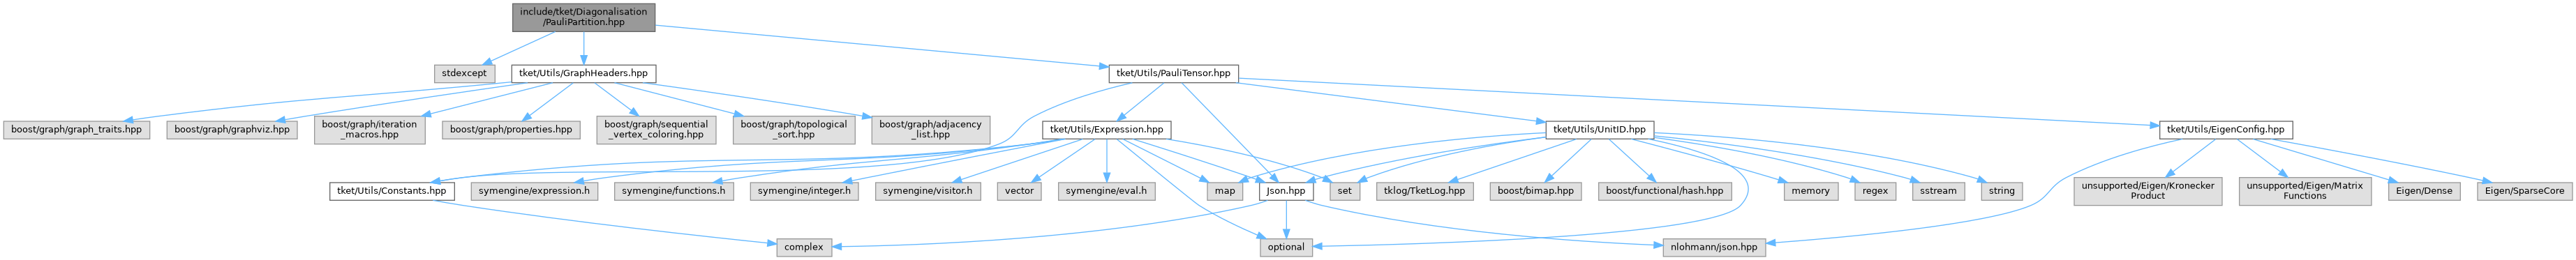 include/tket/Diagonalisation
/PauliPartition.hpp
stdexcept
tket/Utils/GraphHeaders.hpp
tket/Utils/PauliTensor.hpp
boost/graph/graph_traits.hpp
boost/graph/graphviz.hpp
boost/graph/iteration
_macros.hpp
boost/graph/properties.hpp
boost/graph/sequential
_vertex_coloring.hpp
boost/graph/topological
_sort.hpp
boost/graph/adjacency
_list.hpp
tket/Utils/Expression.hpp
tket/Utils/UnitID.hpp
tket/Utils/EigenConfig.hpp
tket/Utils/Constants.hpp
symengine/expression.h
symengine/functions.h
symengine/integer.h
symengine/visitor.h
vector
symengine/eval.h
map
Json.hpp
set
tklog/TketLog.hpp
boost/bimap.hpp
boost/functional/hash.hpp
memory
regex
sstream
string
unsupported/Eigen/Kronecker
Product
unsupported/Eigen/Matrix
Functions
Eigen/Dense
Eigen/SparseCore
complex
optional
nlohmann/json.hpp